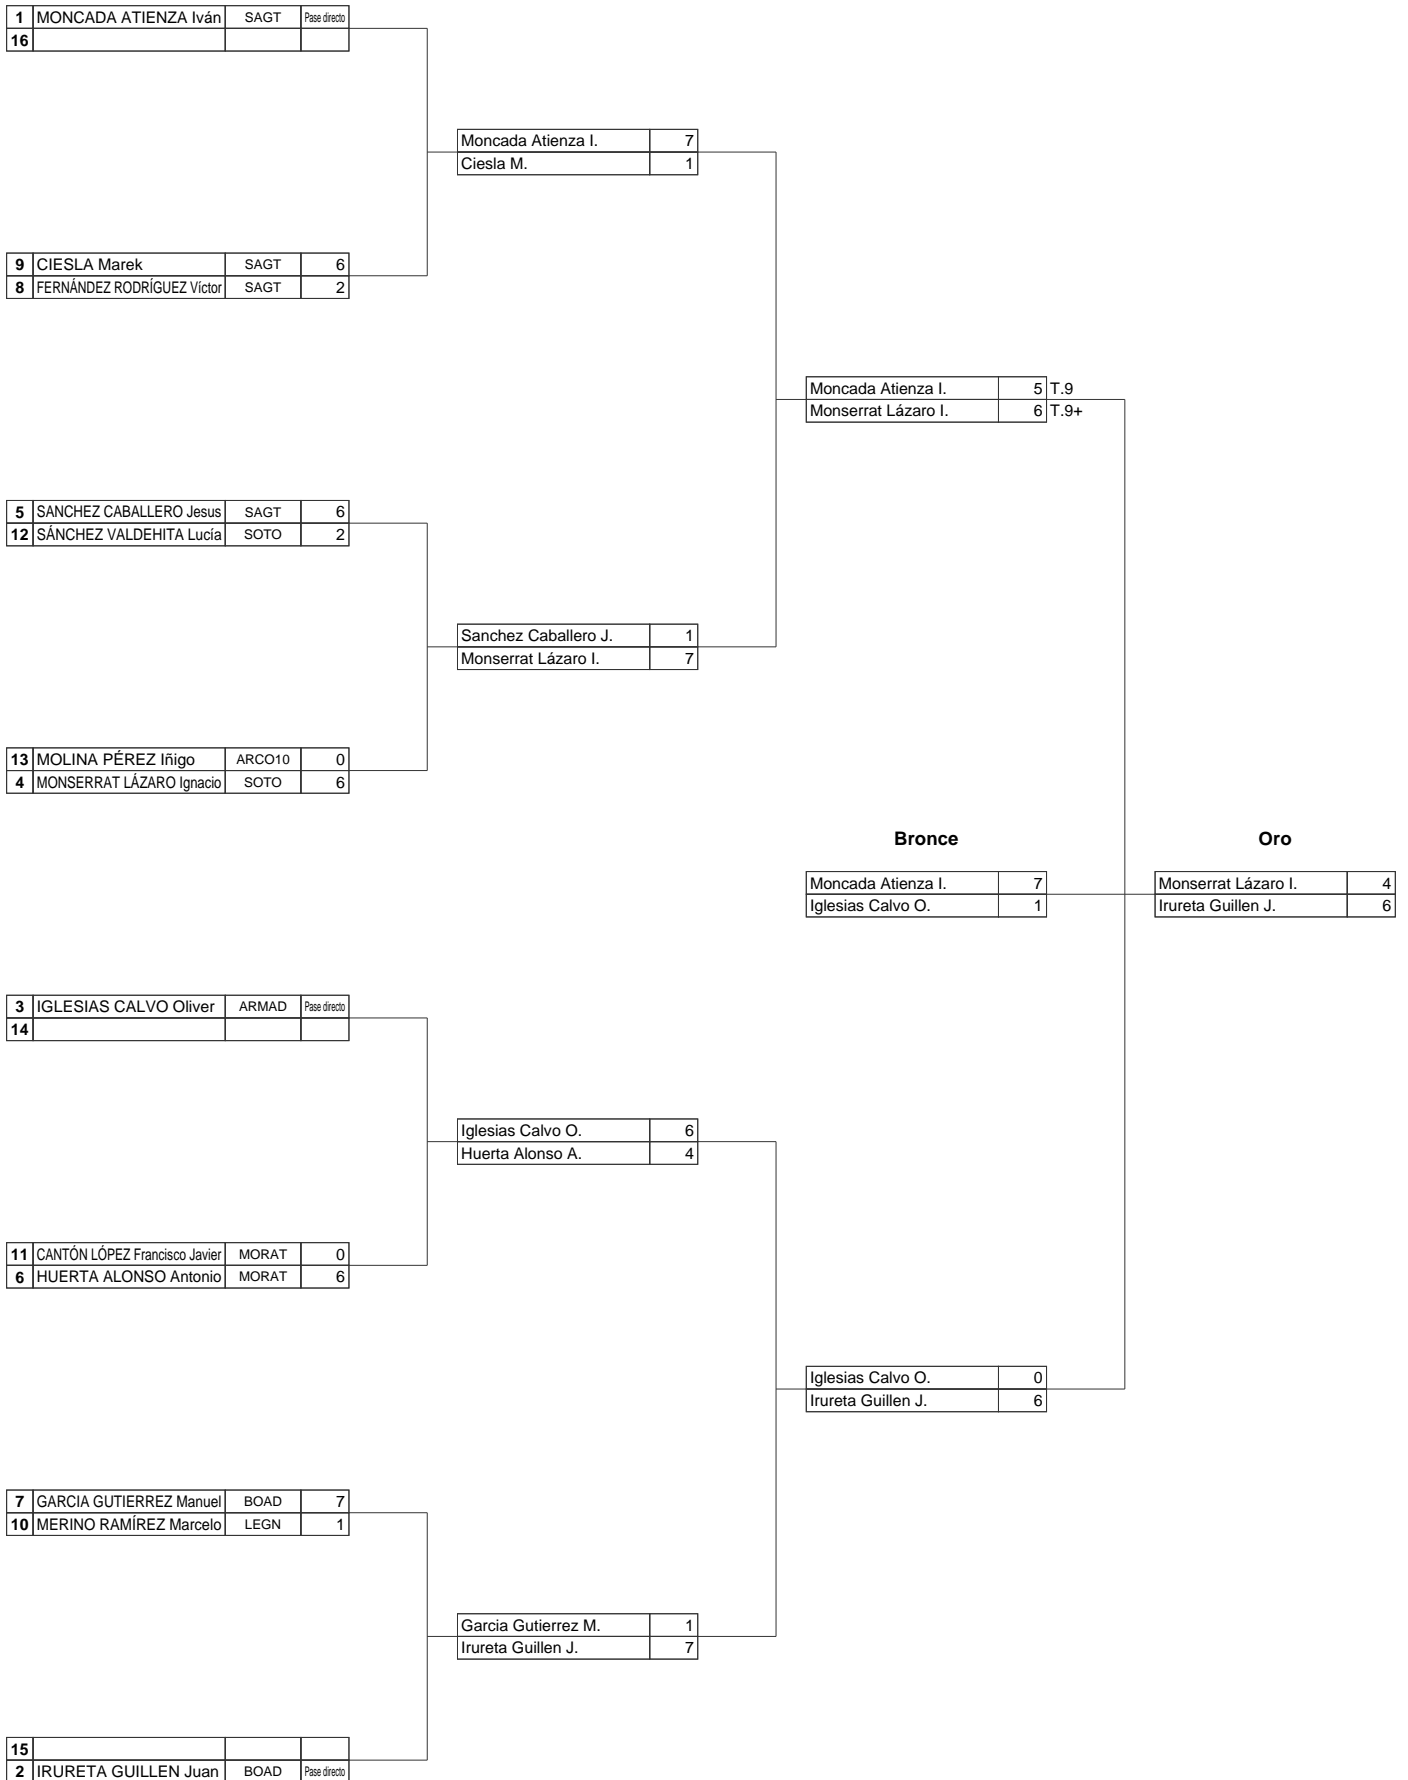 1 MONCADA ATIENZA Iván SAGT Pase directo
16
Moncada Atienza I. 7
Ciesla M. 1
9 CIESLA Marek SAGT 6
8 FERNÁNDEZ RODRÍGUEZ Víctor SAGT 2
Moncada Atienza I. 5 T.9
Monserrat Lázaro I. 6 T.9+
5 SANCHEZ CABALLERO Jesus SAGT 6
12 SÁNCHEZ VALDEHITA Lucía SOTO 2
Sanchez Caballero J. 1
Monserrat Lázaro I. 7
13 MOLINA PÉREZ Iñigo ARCO10 0
4 MONSERRAT LÁZARO Ignacio SOTO 6
Bronce Oro
Moncada Atienza I. 7 Monserrat Lázaro I. 4
Iglesias Calvo O. 1 Irureta Guillen J. 6
3 IGLESIAS CALVO Oliver ARMAD Pase directo
14
Iglesias Calvo O. 6
Huerta Alonso A. 4
11 CANTÓN LÓPEZ Francisco Javier MORAT 0
6 HUERTA ALONSO Antonio MORAT 6
Iglesias Calvo O. 0
Irureta Guillen J. 6
7 GARCIA GUTIERREZ Manuel BOAD 7
10 MERINO RAMÍREZ Marcelo LEGN 1
Garcia Gutierrez M. 1
Irureta Guillen J. 7
15
2 IRURETA GUILLEN Juan BOAD Pase directo